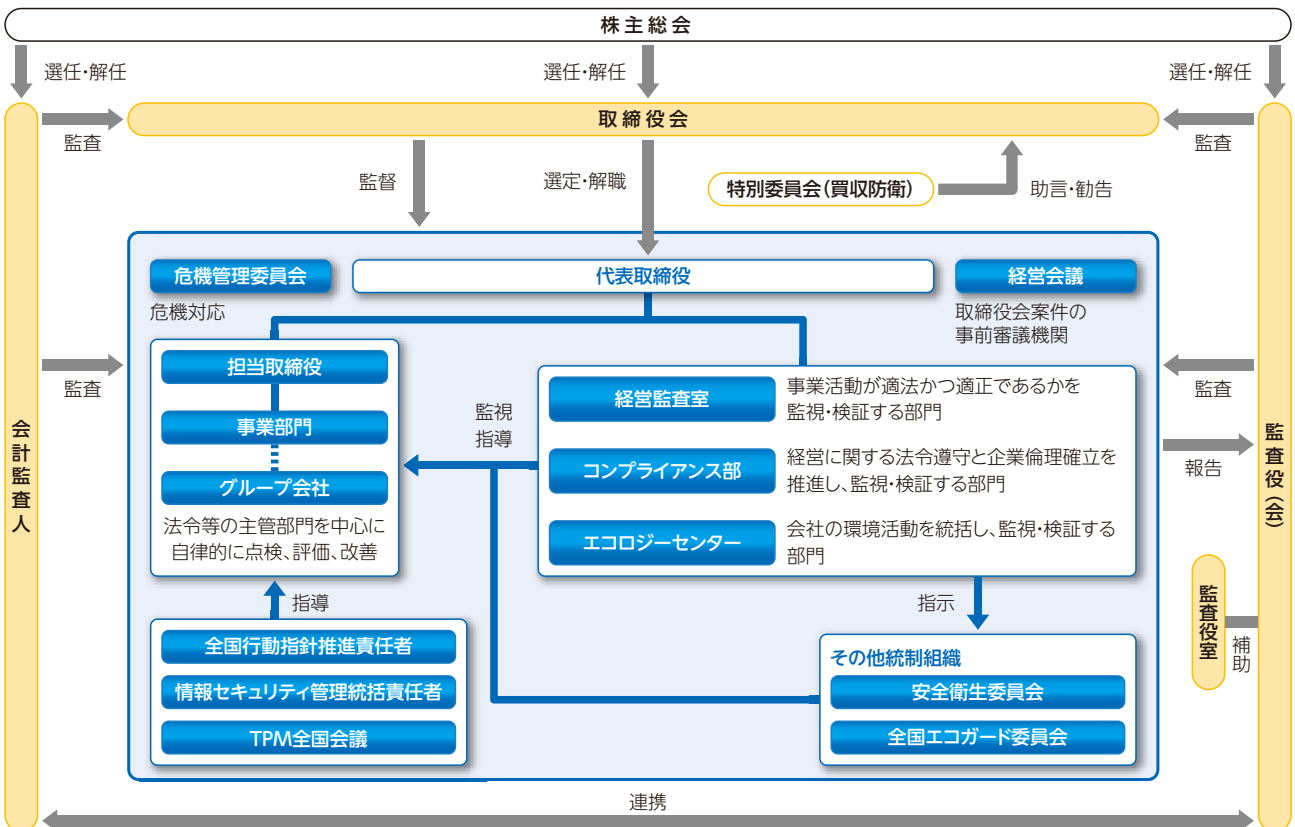 株主総会
選任・解任
選任・解任
選任・解任
取締役会
監査
監査
監督
選定・解職
特別委員会(買収防衛)
助言・勧告
危機管理委員会
代表取締役
経営会議
危機対応
取締役会案件の
事前審議機関
担当取締役
事業部門
グループ会社
法令等の主管部門を中心に
自律的に点検、評価、改善
監査
監視
指導
経営監査室
事業活動が適法かつ適正であるかを
監視・検証する部門
コンプライアンス部
経営に関する法令遵守と企業倫理確立を
推進し、監視・検証する部門
エコロジーセンター
会社の環境活動を統括し、監視・検証する
部門
監査
報告
会計監査人
監査役(会)
指導
指示
全国行動指針推進責任者
情報セキュリティ管理統括責任者
TPM全国会議
その他統制組織
安全衛生委員会
全国エコガード委員会
監査役室
補助
連携